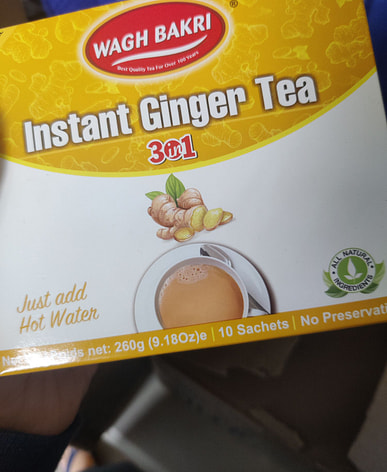 WAGH BAKRI
®
Best Quality Tea For Over 100 Years
Instant Ginger Tea
3in1
ALL NATURAL
INGREDIENTS
Just add
Hot Water
net: 260g (9.18Oz)e | 10 Sachets | No